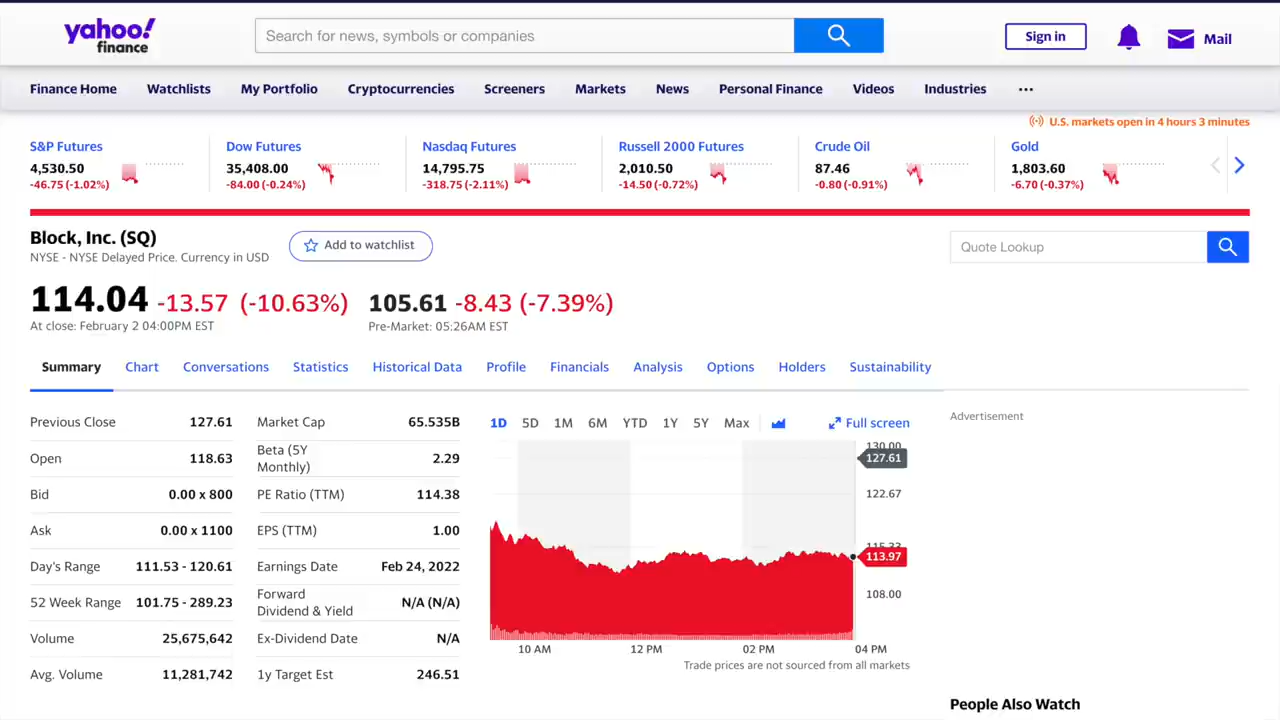 yahoo!
finance
Search for news, symbols or companies
Sign in
Mail
Finance Home
Watchlists
My Portfolio
Cryptocurrencies
Screeners
Markets
News
Personal Finance
Videos
Industries
...
U.S. markets open in 4 hours 3 minutes
S&P Futures
4,530.50
-46.75 (-1.02%)
Dow Futures
35,408.00
-84.00 (-0.24%)
Nasdaq Futures
14,795.75
-318.75 (-2.11%)
Russell 2000 Futures
2,010.50
-14.50 (-0.72%)
Crude Oil
87.46
-0.80 (-0.91%)
Gold
1,803.60
-6.70 (-0.37%)
Block, Inc. (SQ)
NYSE - NYSE Delayed Price. Currency in USD
Add to watchlist
Quote Lookup
114.04 -13.57 (-10.63%)
At close: February 2 04:00PM EST
105.61 -8.43 (-7.39%)
Pre-Market: 05:26AM EST
Summary
Chart
Conversations
Statistics
Historical Data
Profile
Financials
Analysis
Options
Holders
Sustainability
Previous Close 127.61
Open 118.63
Bid 0.00 x 800
Ask 0.00 x 1100
Day's Range 111.53 - 120.61
52 Week Range 101.75 - 289.23
Volume 25,675,642
Avg. Volume 11,281,742
Market Cap 65.535B
Beta (5Y
Monthly) 2.29
PE Ratio (TTM) 114.38
EPS (TTM) 1.00
Earnings Date Feb 24, 2022
Forward
Dividend & Yield N/A (N/A)
Ex-Dividend Date N/A
1y Target Est 246.51
1D 5D 1M 6M YTD 1Y 5Y Max
Full screen
130.00
127.61
122.67
115.33
113.97
108.00
10 AM 12 PM 02 PM 04 PM
Trade prices are not sourced from all markets
Advertisement
People Also Watch